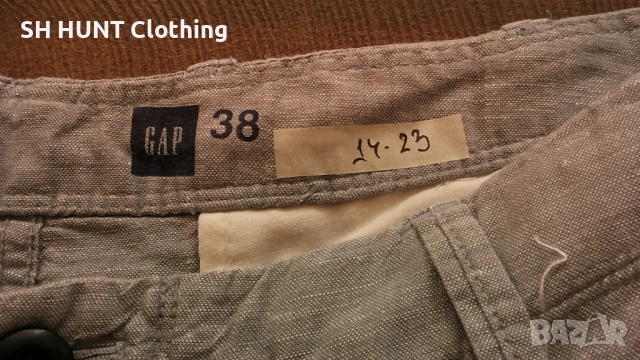 SH HUNT Clothing
GAP
38
14-23
BAZAR